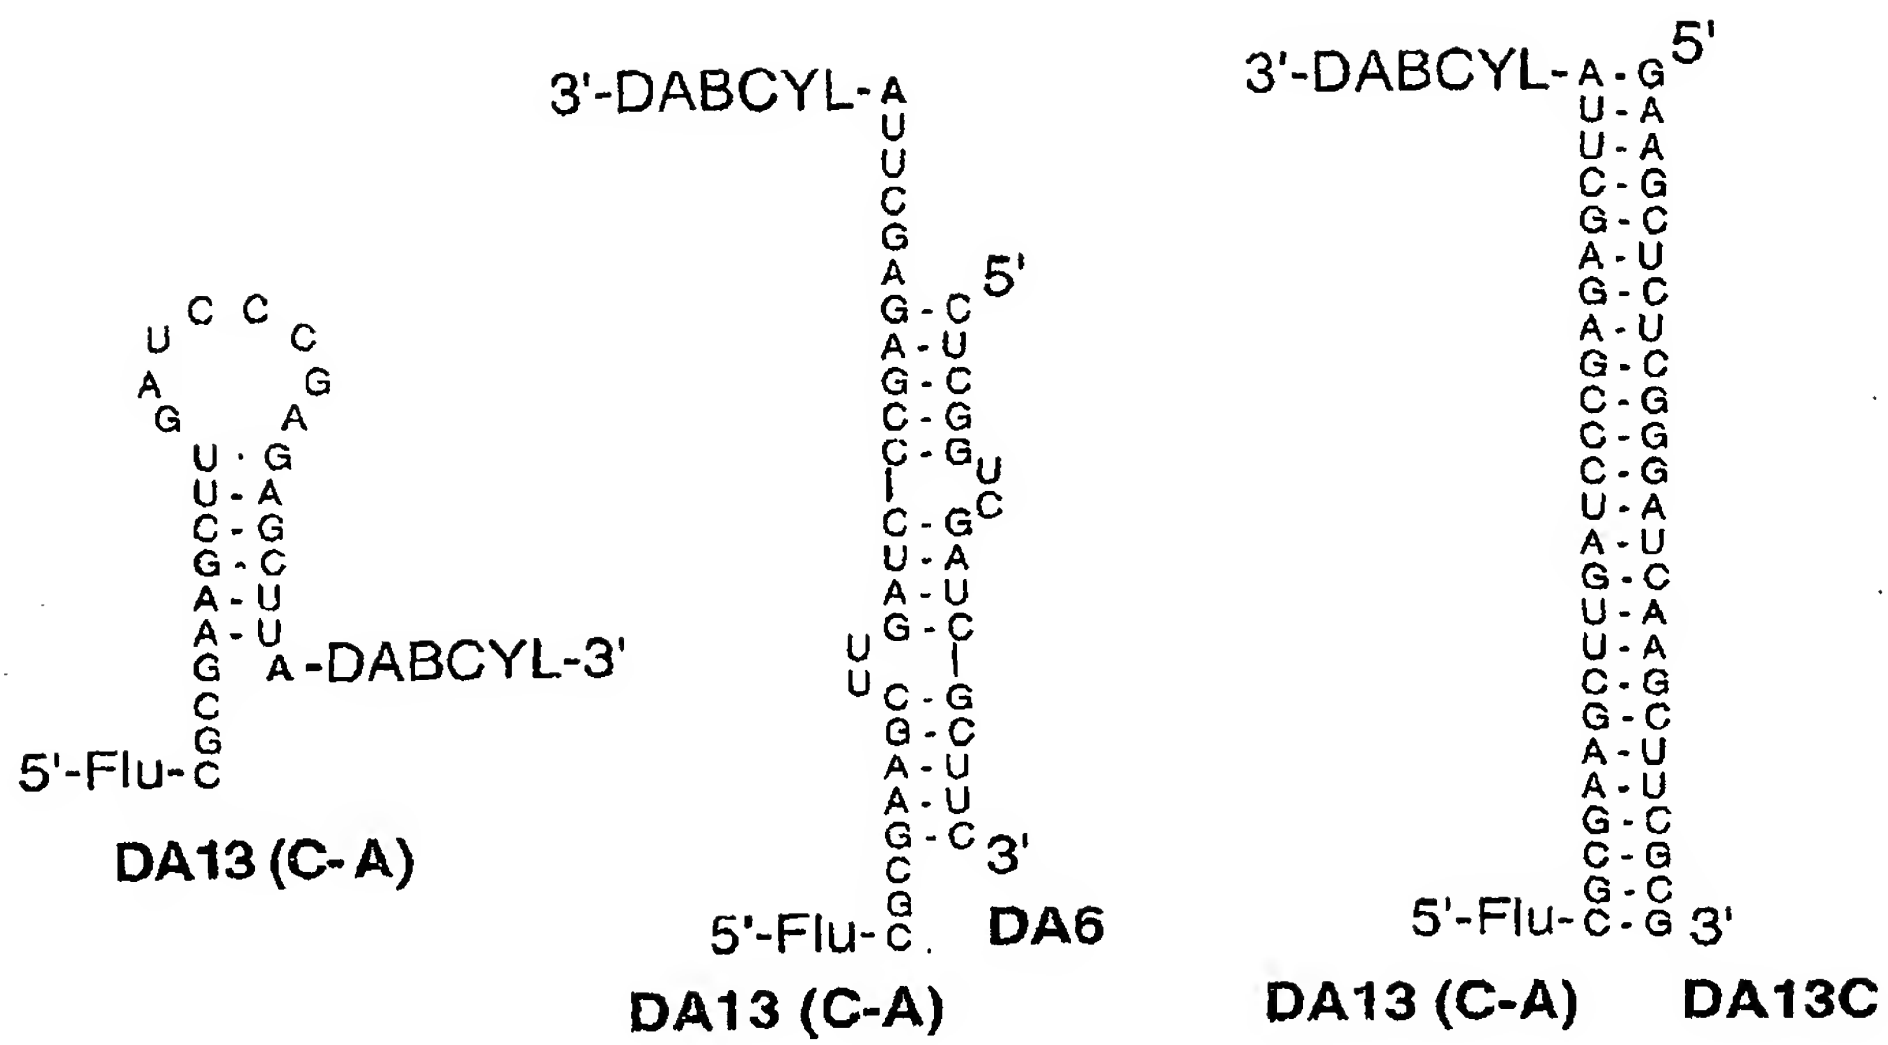 C C
U C
A G
G A
U · G
U - A
C - G
G - C
A - U
A - U
G A -DABCYL-3'
C
G
5'-Flu-C
DA13 (C-A)
3'-DABCYL-A
U
U
C
G
A
5'
G - C
A - U
G - C
C - G
C - G
U
C
C - G
U - A
A - U
G - C
U
U
C - G
G - C
A - U
A - U
G - C 3'
C
G
5'-Flu-C
DA6
DA13 (C-A)
3'-DABCYL-A - G 5'
U - A
U - A
C - G
G - C
A - U
G - C
A - U
G - C
C - G
C - G
C - G
U - A
A - U
G - C
U - A
U - A
C - G
G - C
A - U
A - U
G - C
C - G
G - C
5'-Flu-C - G 3'
DA13 (C-A) DA13C